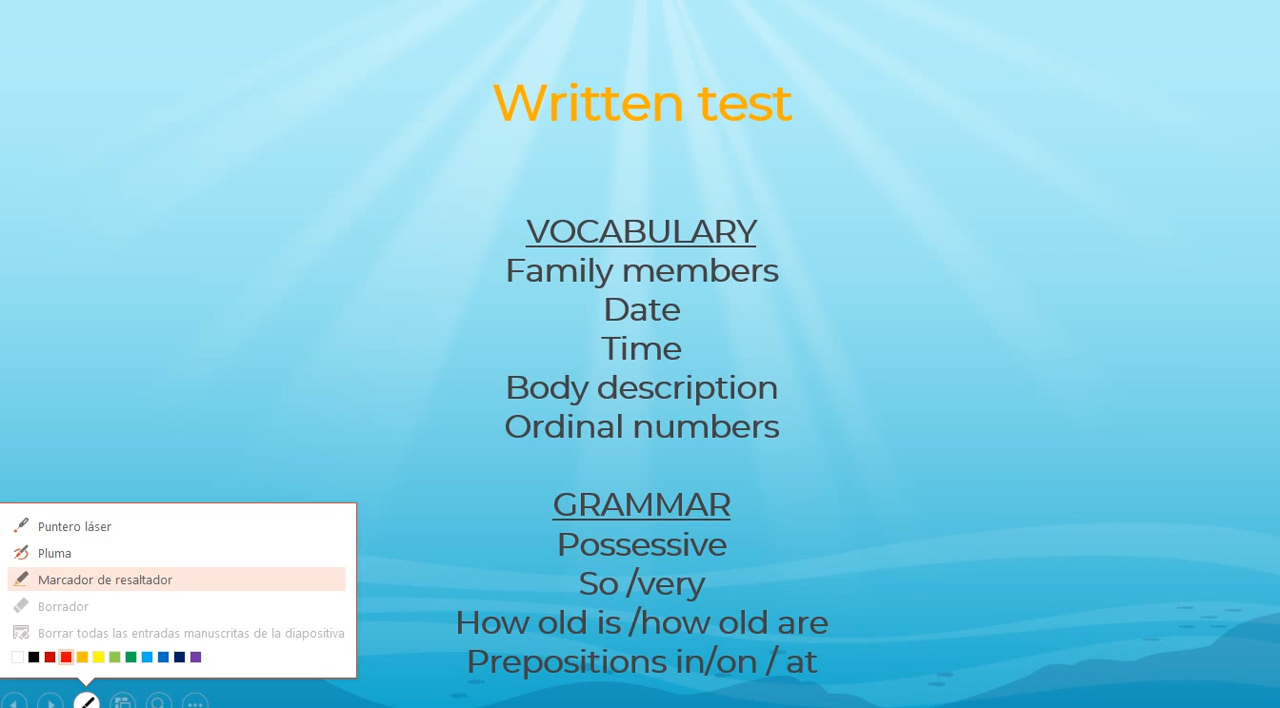 Written test
VOCABULARY
Family members
Date
Time
Body description
Ordinal numbers
GRAMMAR
Possessive
So /very
How old is /how old are
Prepositions in/on / at
Puntero láser
Pluma
Marcador de resaltador
Borrador
Borrar todas las entradas manuscritas de la diapositiva